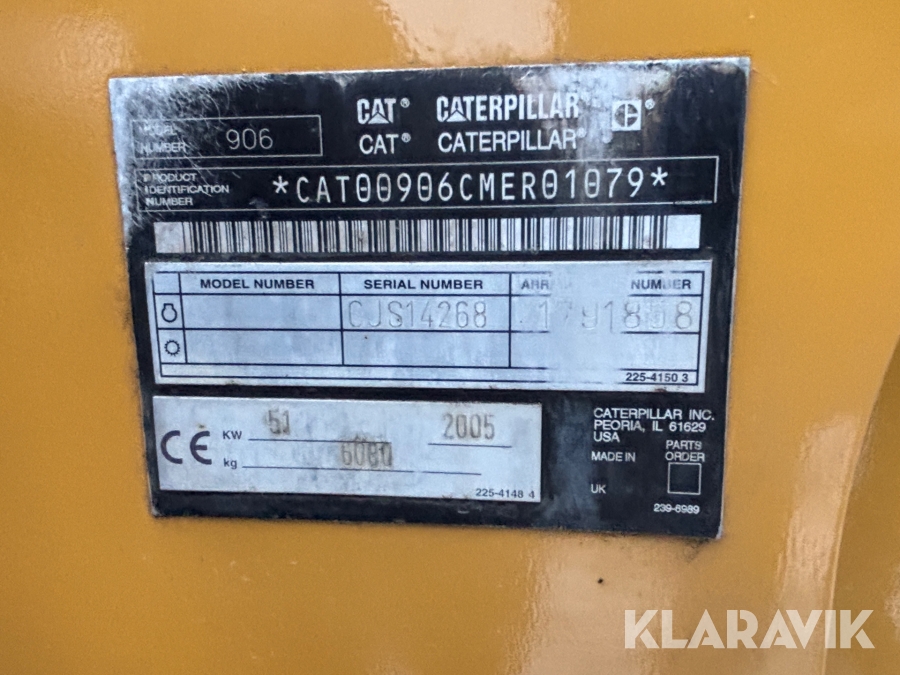 CAT® CATERPILLAR ®
MODEL NUMBER 906
CAT® CATERPILLAR®
PRODUCT IDENTIFICATION NUMBER *CAT00906CMER01079*
MODEL NUMBER SERIAL NUMBER NUMBER
CJS14268
225-4150 3
CE KW 51 2005
kg
225-4148 4
CATERPILLAR INC.
PEORIA, IL 61629
USA
MADE IN
PARTS ORDER
UK
239-6989
KLARAVIK